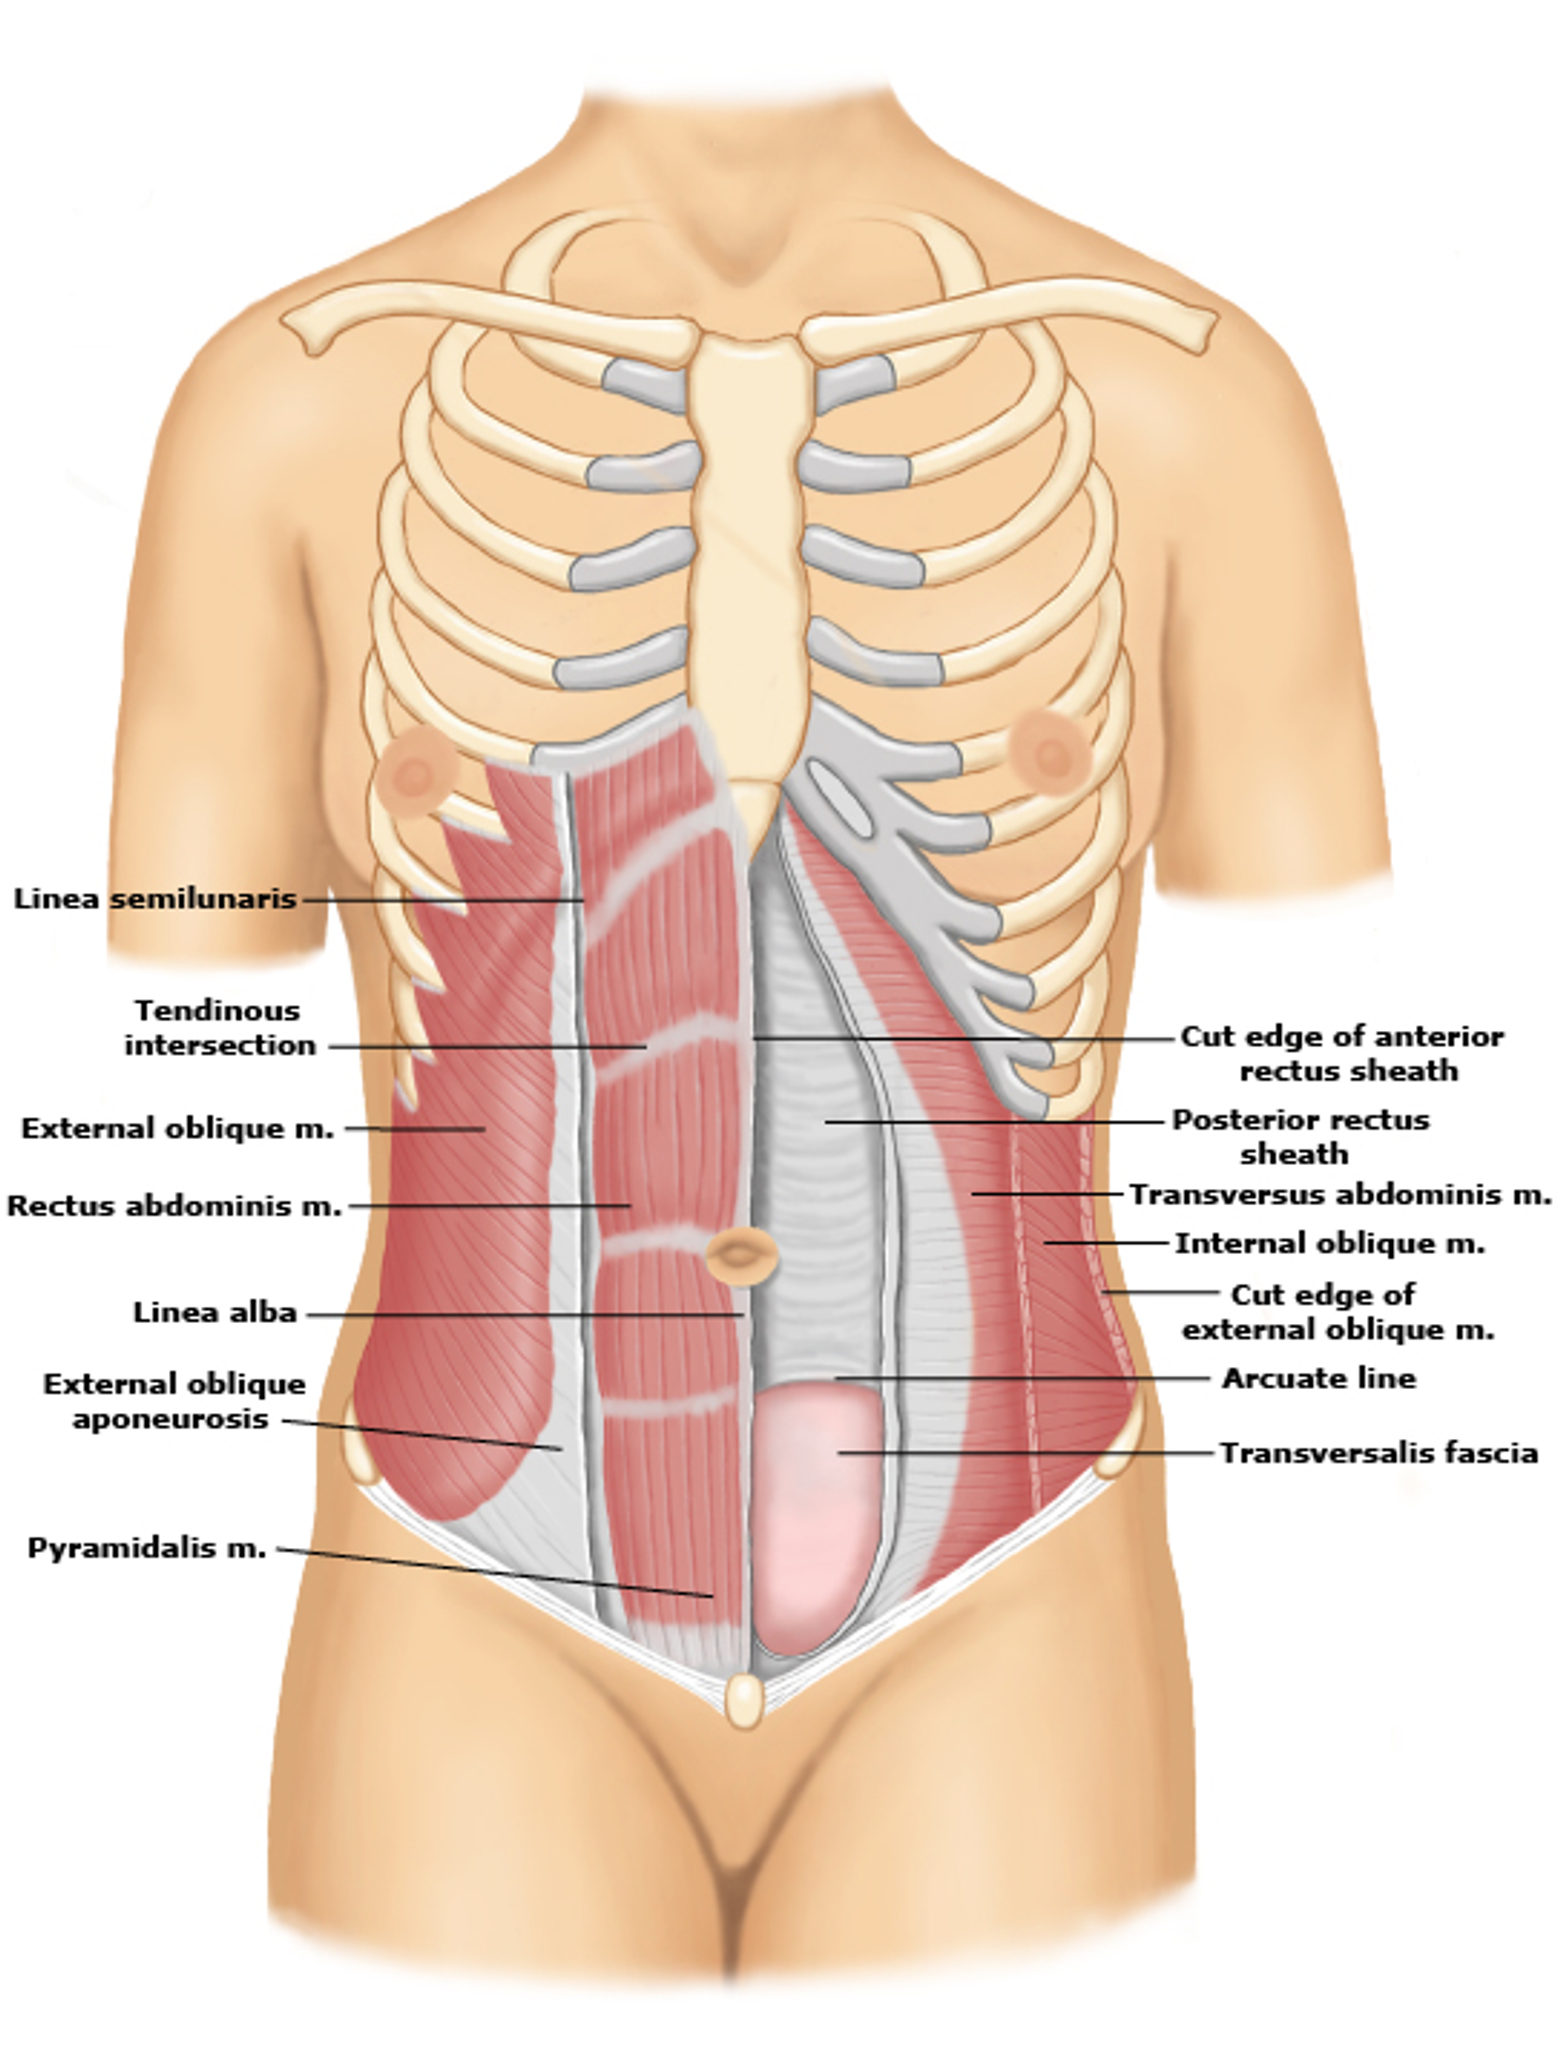 Linea semilunaris
Tendinous
intersection
External oblique m.
Rectus abdominis m.
Linea alba
External oblique
aponeurosis
Pyramidalis m.
Cut edge of anterior
rectus sheath
Posterior rectus
sheath
Transversus abdominis m.
Internal oblique m.
Cut edge of
external oblique m.
Arcuate line
Transversalis fascia